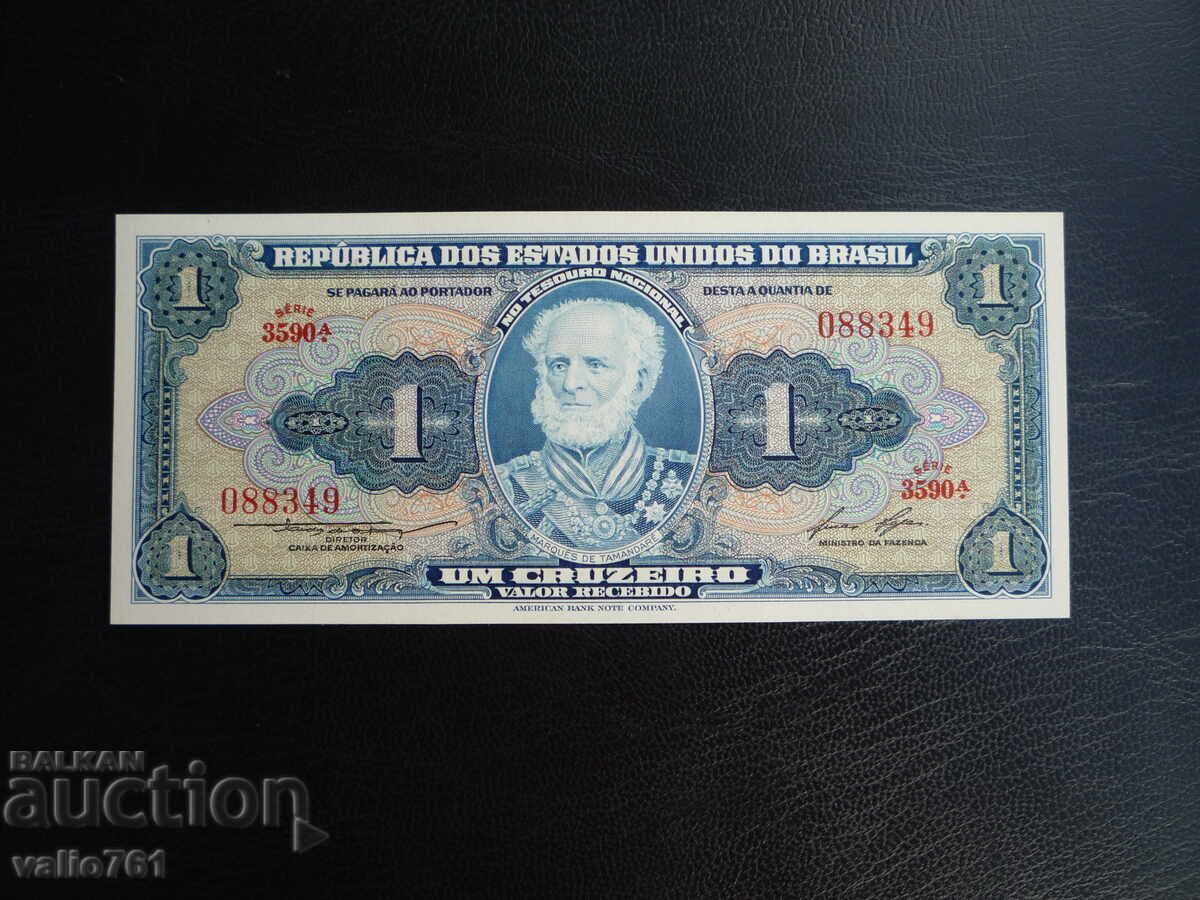 REPÚBLICA DOS ESTADOS UNIDOS DO BRASIL
1 1
SE PAGARÁ AO PORTADOR NO TESOURO NACIONAL DESTA A QUANTIA DE
SÉRIE
3590A.
088349
1 1
088349
SÉRIE
3590A.
DIRETOR
CAIXA DE AMORTIZAÇÃO
MARQUÊS DE TAMANDARÉ
MINISTRO DA FAZENDA
1 1
UM CRUZEIRO
VALOR RECEBIDO
AMERICAN BANK NOTE COMPANY.
BALKAN
auction
valio761